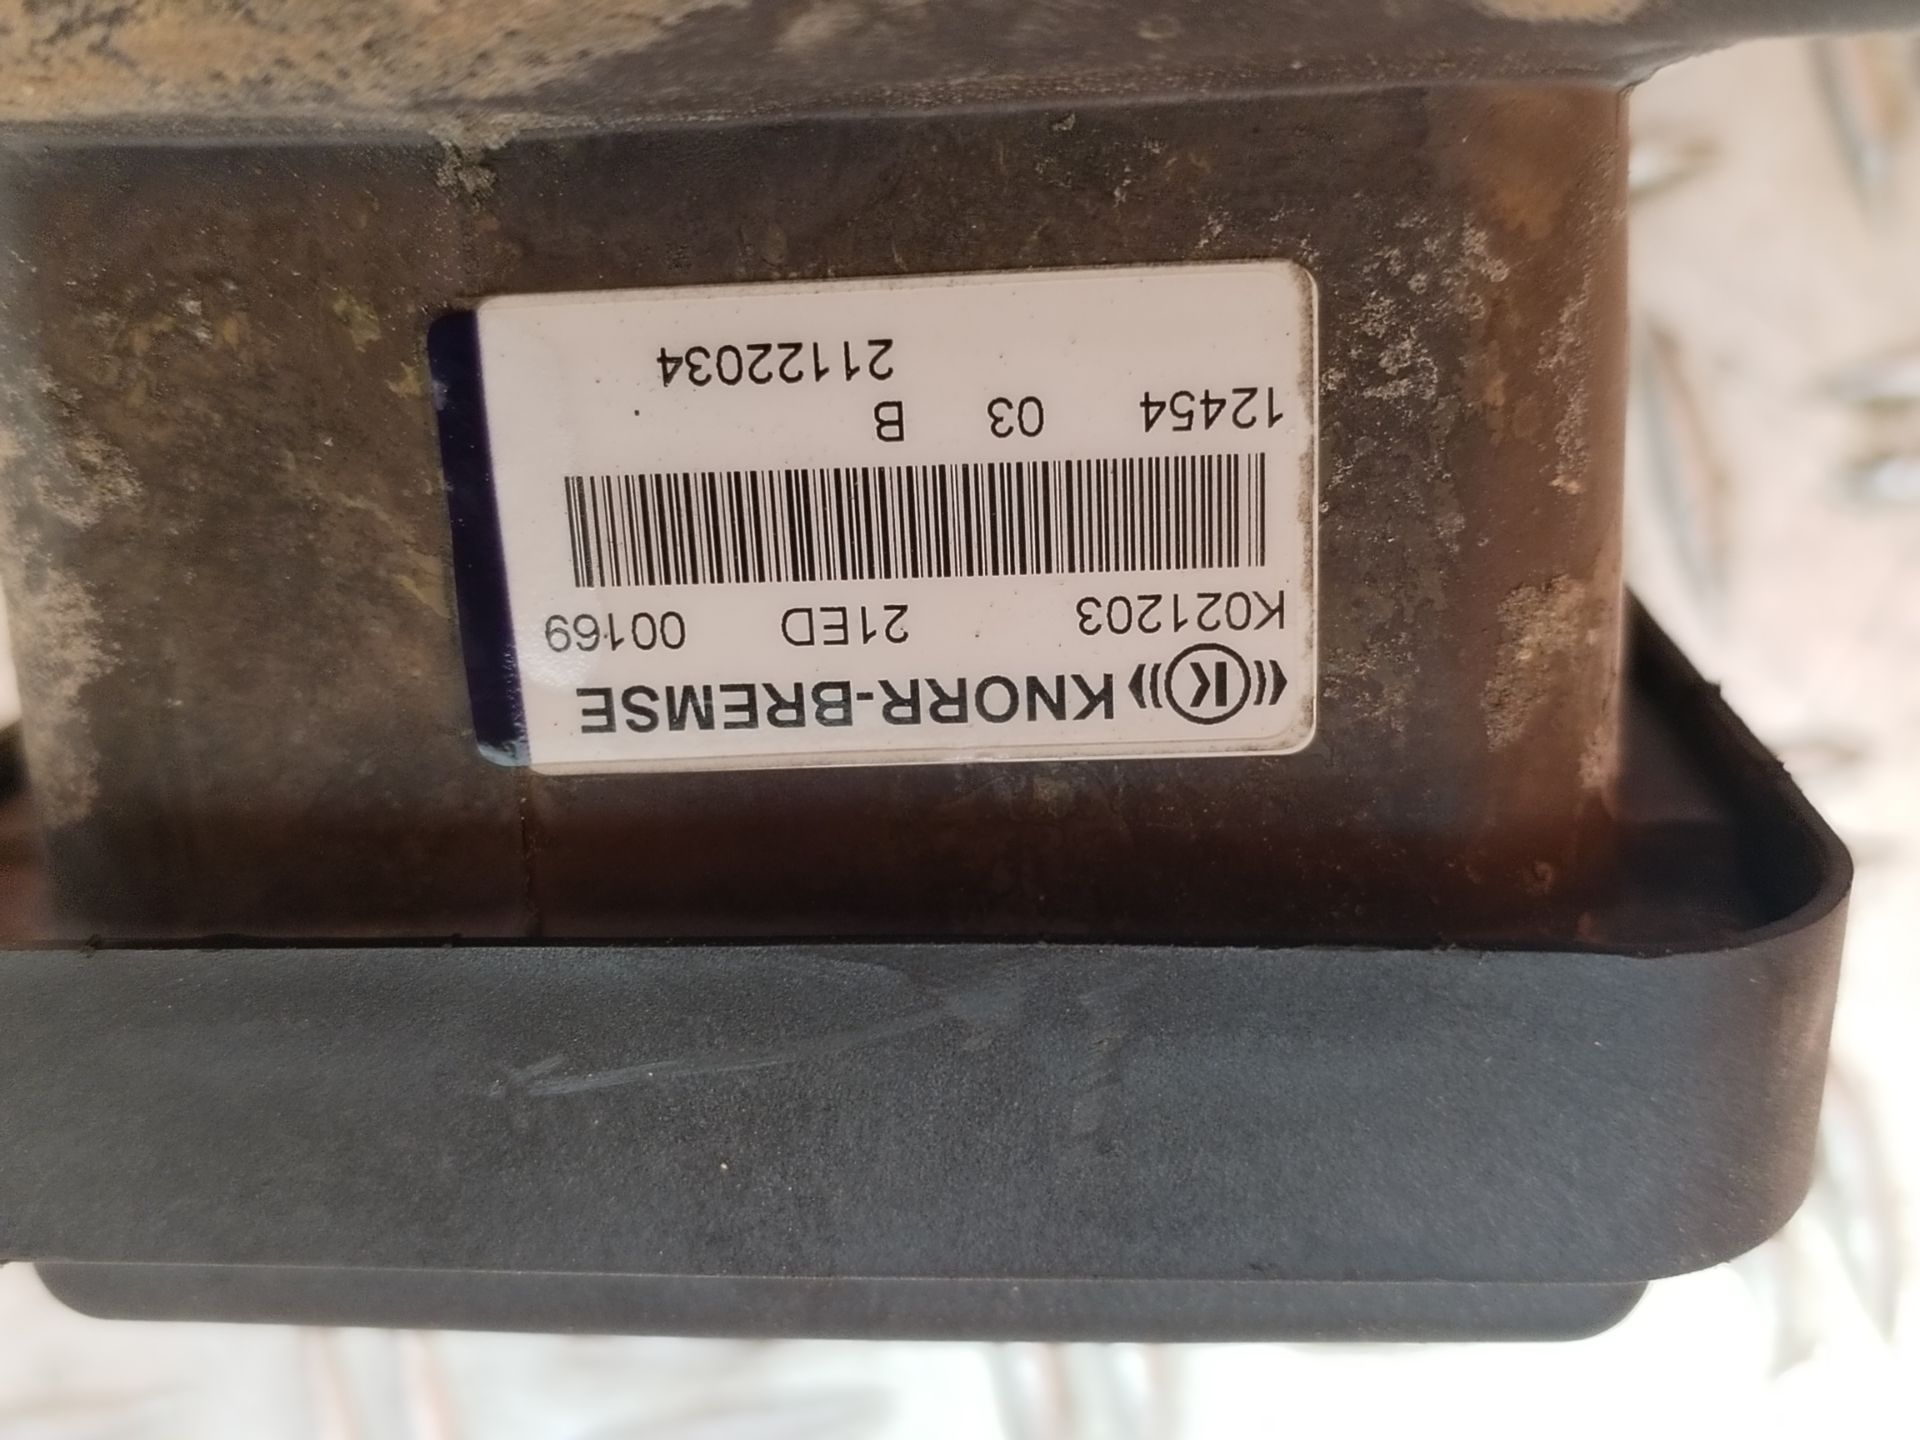 KNORR-BREMSE
K021203 21ED 00169
12454 03 B
21122034